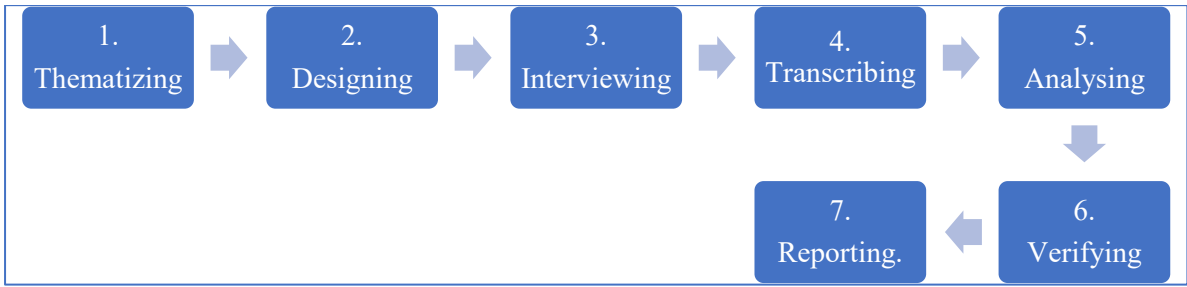 1.
Thematizing
2.
Designing
3.
Interviewing
4.
Transcribing
5.
Analysing
6.
Verifying
7.
Reporting.